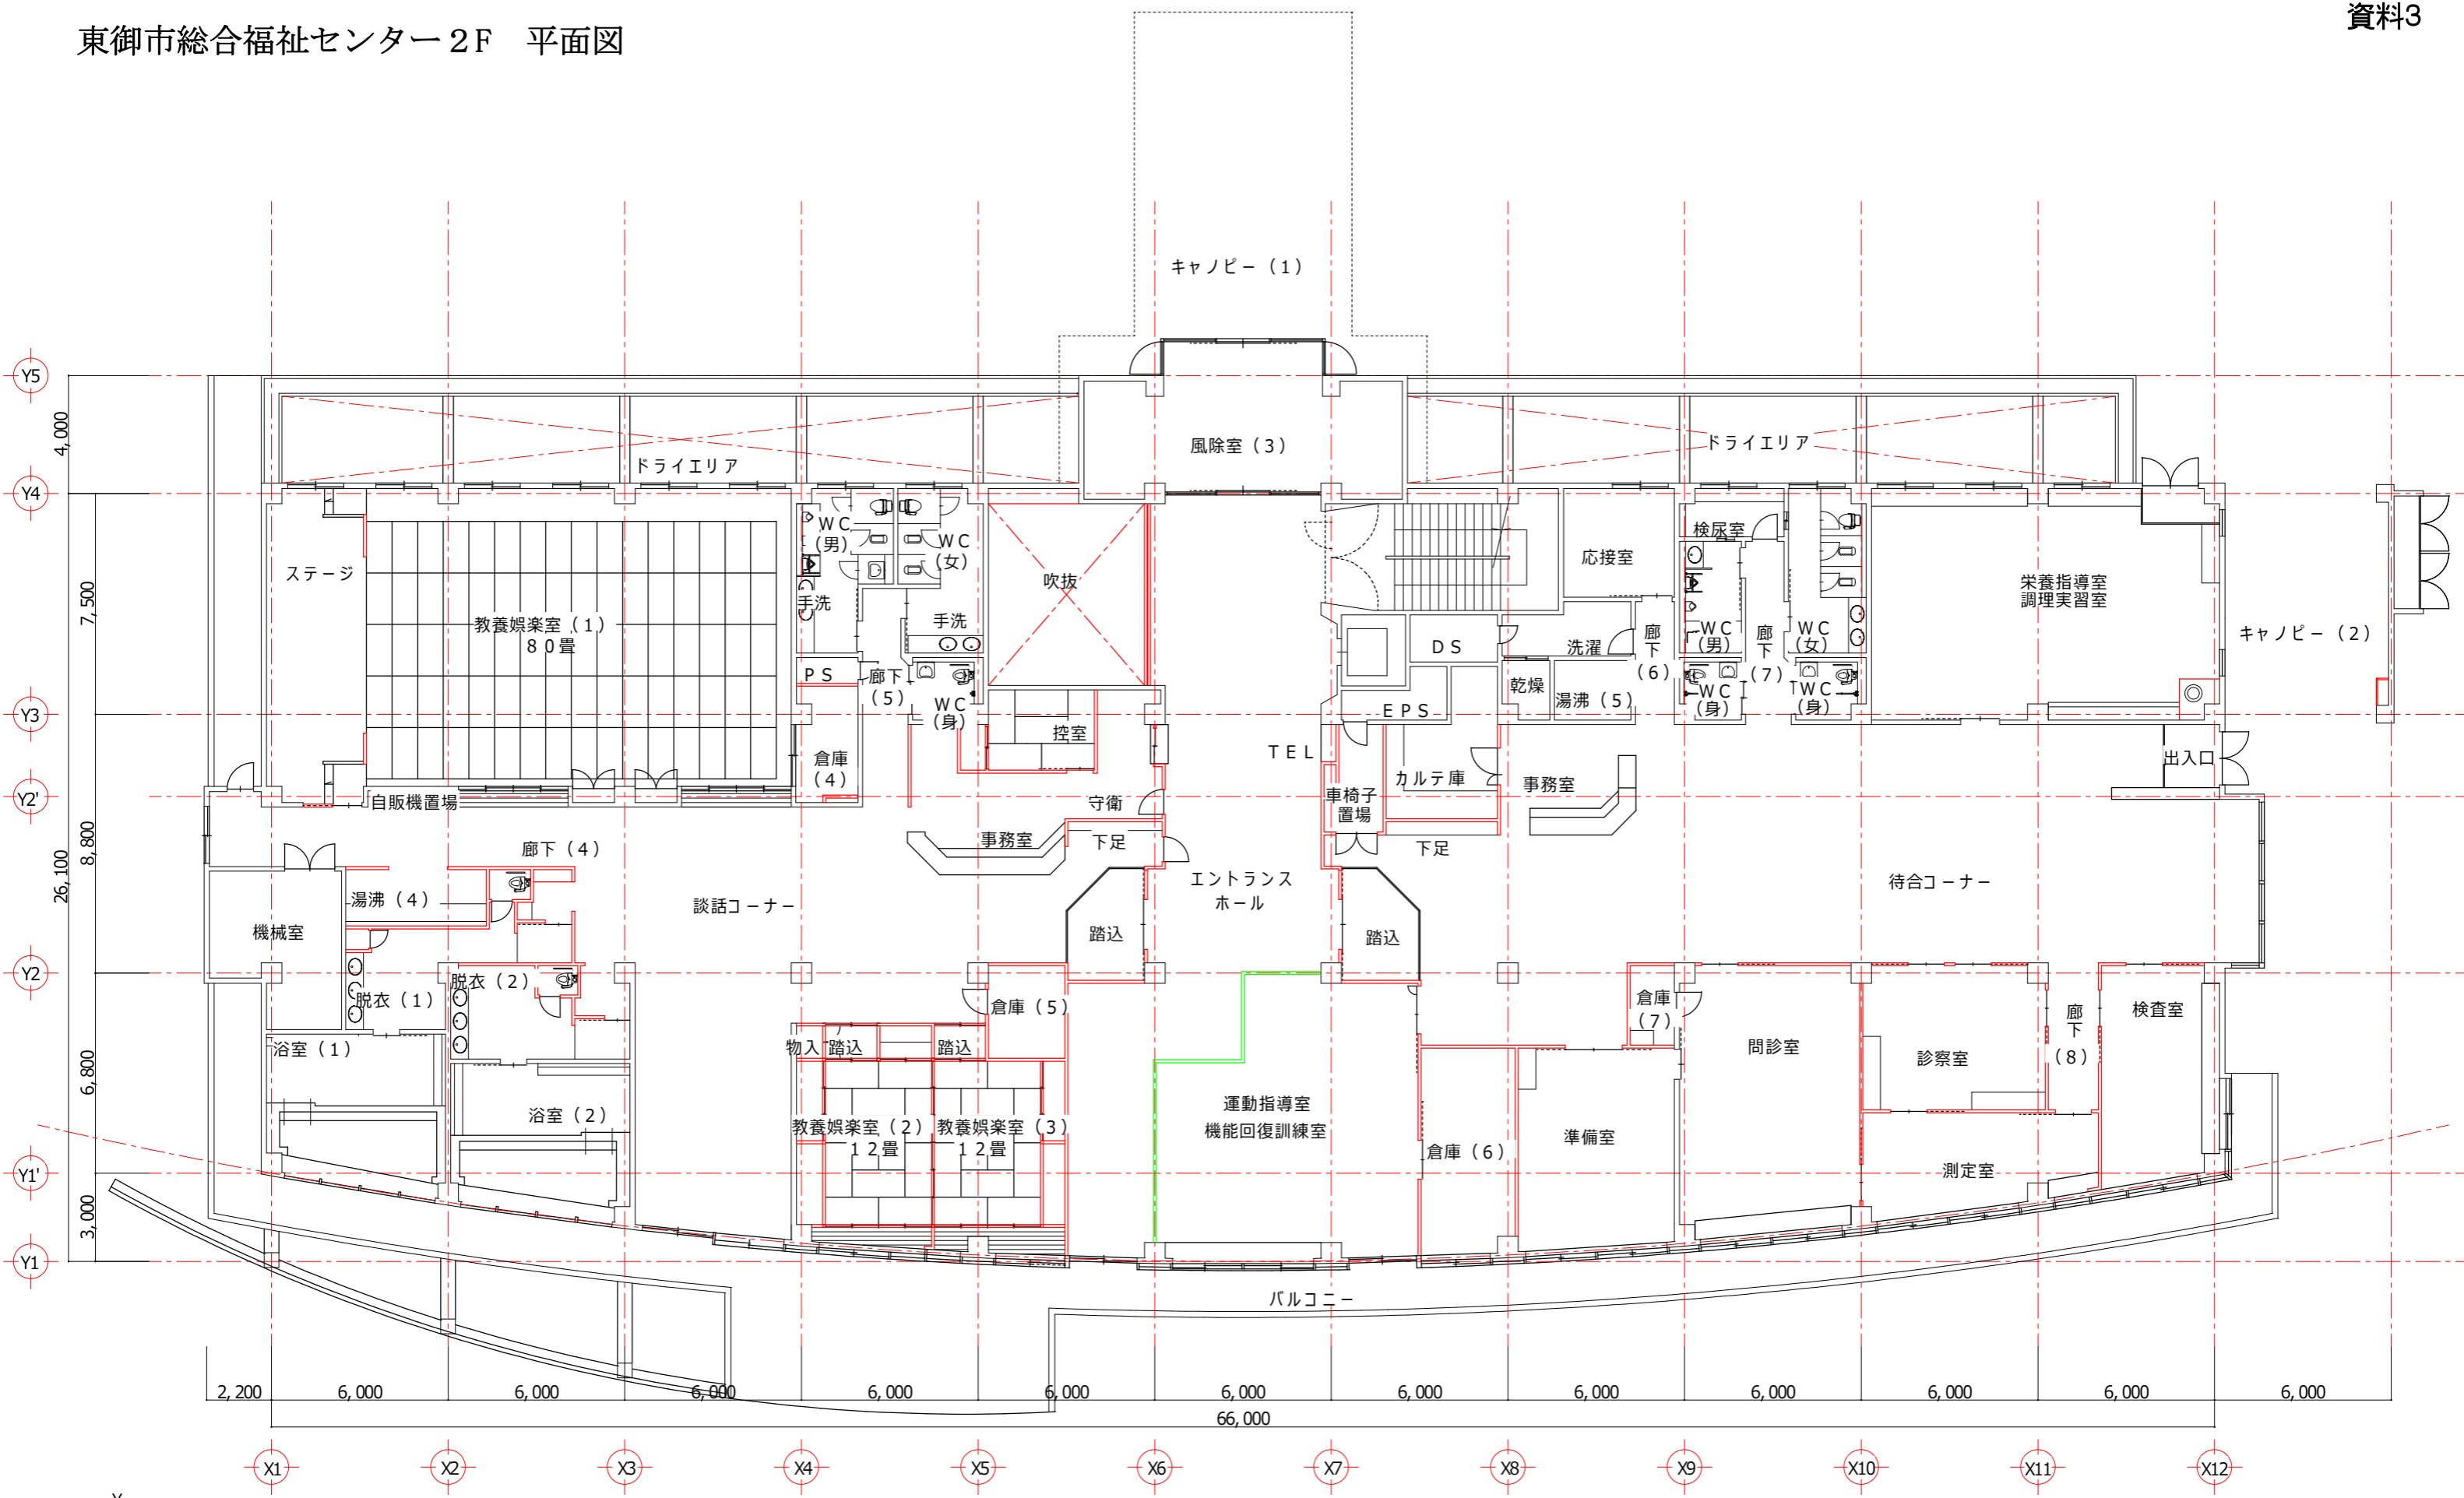 資料3
東御市総合福祉センター２F　平面図
キャノピー（1）
Y5
4,000
風除室（3）
ドライエリア
ドライエリア
Y4
WC
（男）
WC
（女）
検尿室
応接室
ステージ
吹抜
栄養指導室
調理実習室
7,500
手洗
手洗
教養娯楽室（1）
８０畳
DS
洗濯
廊
下
（6）
WC
（男）
廊
下
（7）
WC
（女）
キャノピー（2）
PS
廊下
（5）
WC
（身）
乾燥
湯沸（5）
WC
（身）
WC
（身）
EPS
Y3
控室
TEL
倉庫
（4）
カルテ庫
事務室
出入口
Y2'
自販機置場
守衛
車椅子
置場
8,800
26,100
廊下（4）
事務室
下足
下足
湯沸（4）
談話コーナー
エントランス
ホール
待合コーナー
機械室
踏込
踏込
Y2
脱衣（1）
脱衣（2）
倉庫（5）
倉庫
（7）
廊
下
（8）
検査室
浴室（1）
物入
踏込
踏込
問診室
診察室
6,800
浴室（2）
教養娯楽室（2）
１２畳
教養娯楽室（3）
１２畳
運動指導室
機能回復訓練室
倉庫（6）
準備室
測定室
Y1'
3,000
Y1
バルコニー
2,200
6,000
6,000
6,000
6,000
6,000
6,000
6,000
6,000
6,000
6,000
6,000
6,000
66,000
X1
X2
X3
X4
X5
X6
X7
X8
X9
X10
X11
X12
Y